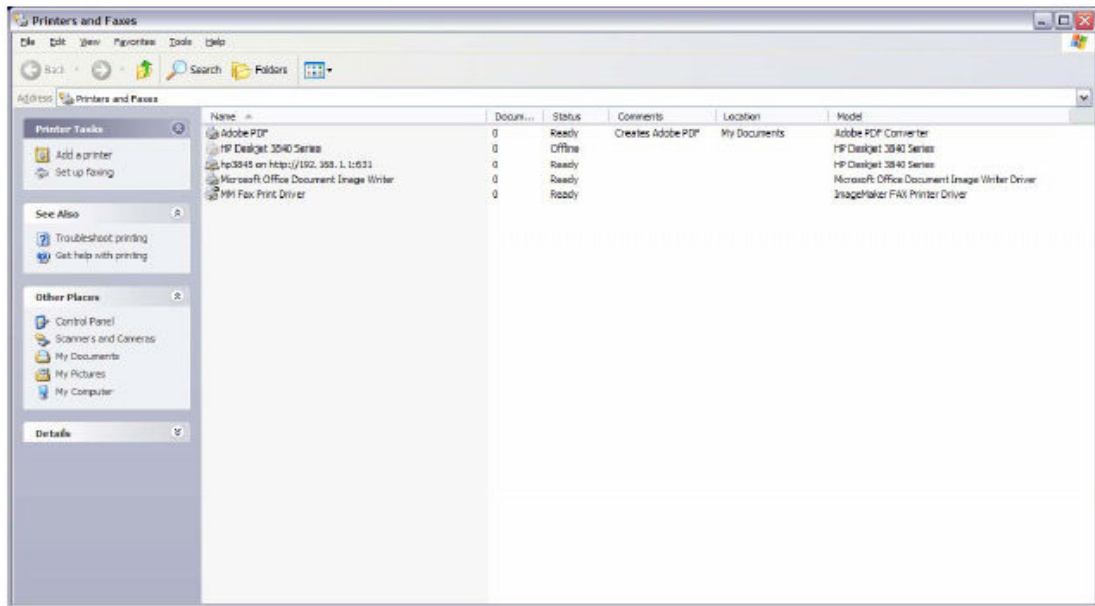 Printers and Faxes
File Edit View Favorites Tools Help
Back Search Folders
Address Printers and Faxes
Printer Tasks
Add a printer
Set up faxing
See Also
Troubleshoot printing
Get help with printing
Other Places
Control Panel
Scanners and Cameras
My Documents
My Pictures
My Computer
Details
Name Docum... Status Comments Location Model
Adobe PDF 0 Ready Creates Adobe PDF My Documents Adobe PDF Converter
HP Deskjet 3840 Series 0 Offline HP Deskjet 3840 Series
hp3845 on http://192.168.1.1:631 0 Ready HP Deskjet 3840 Series
Microsoft Office Document Image Writer 0 Ready Microsoft Office Document Image Writer Driver
MM Fax Print Driver 0 Ready ImageMaker FAX Printer Driver